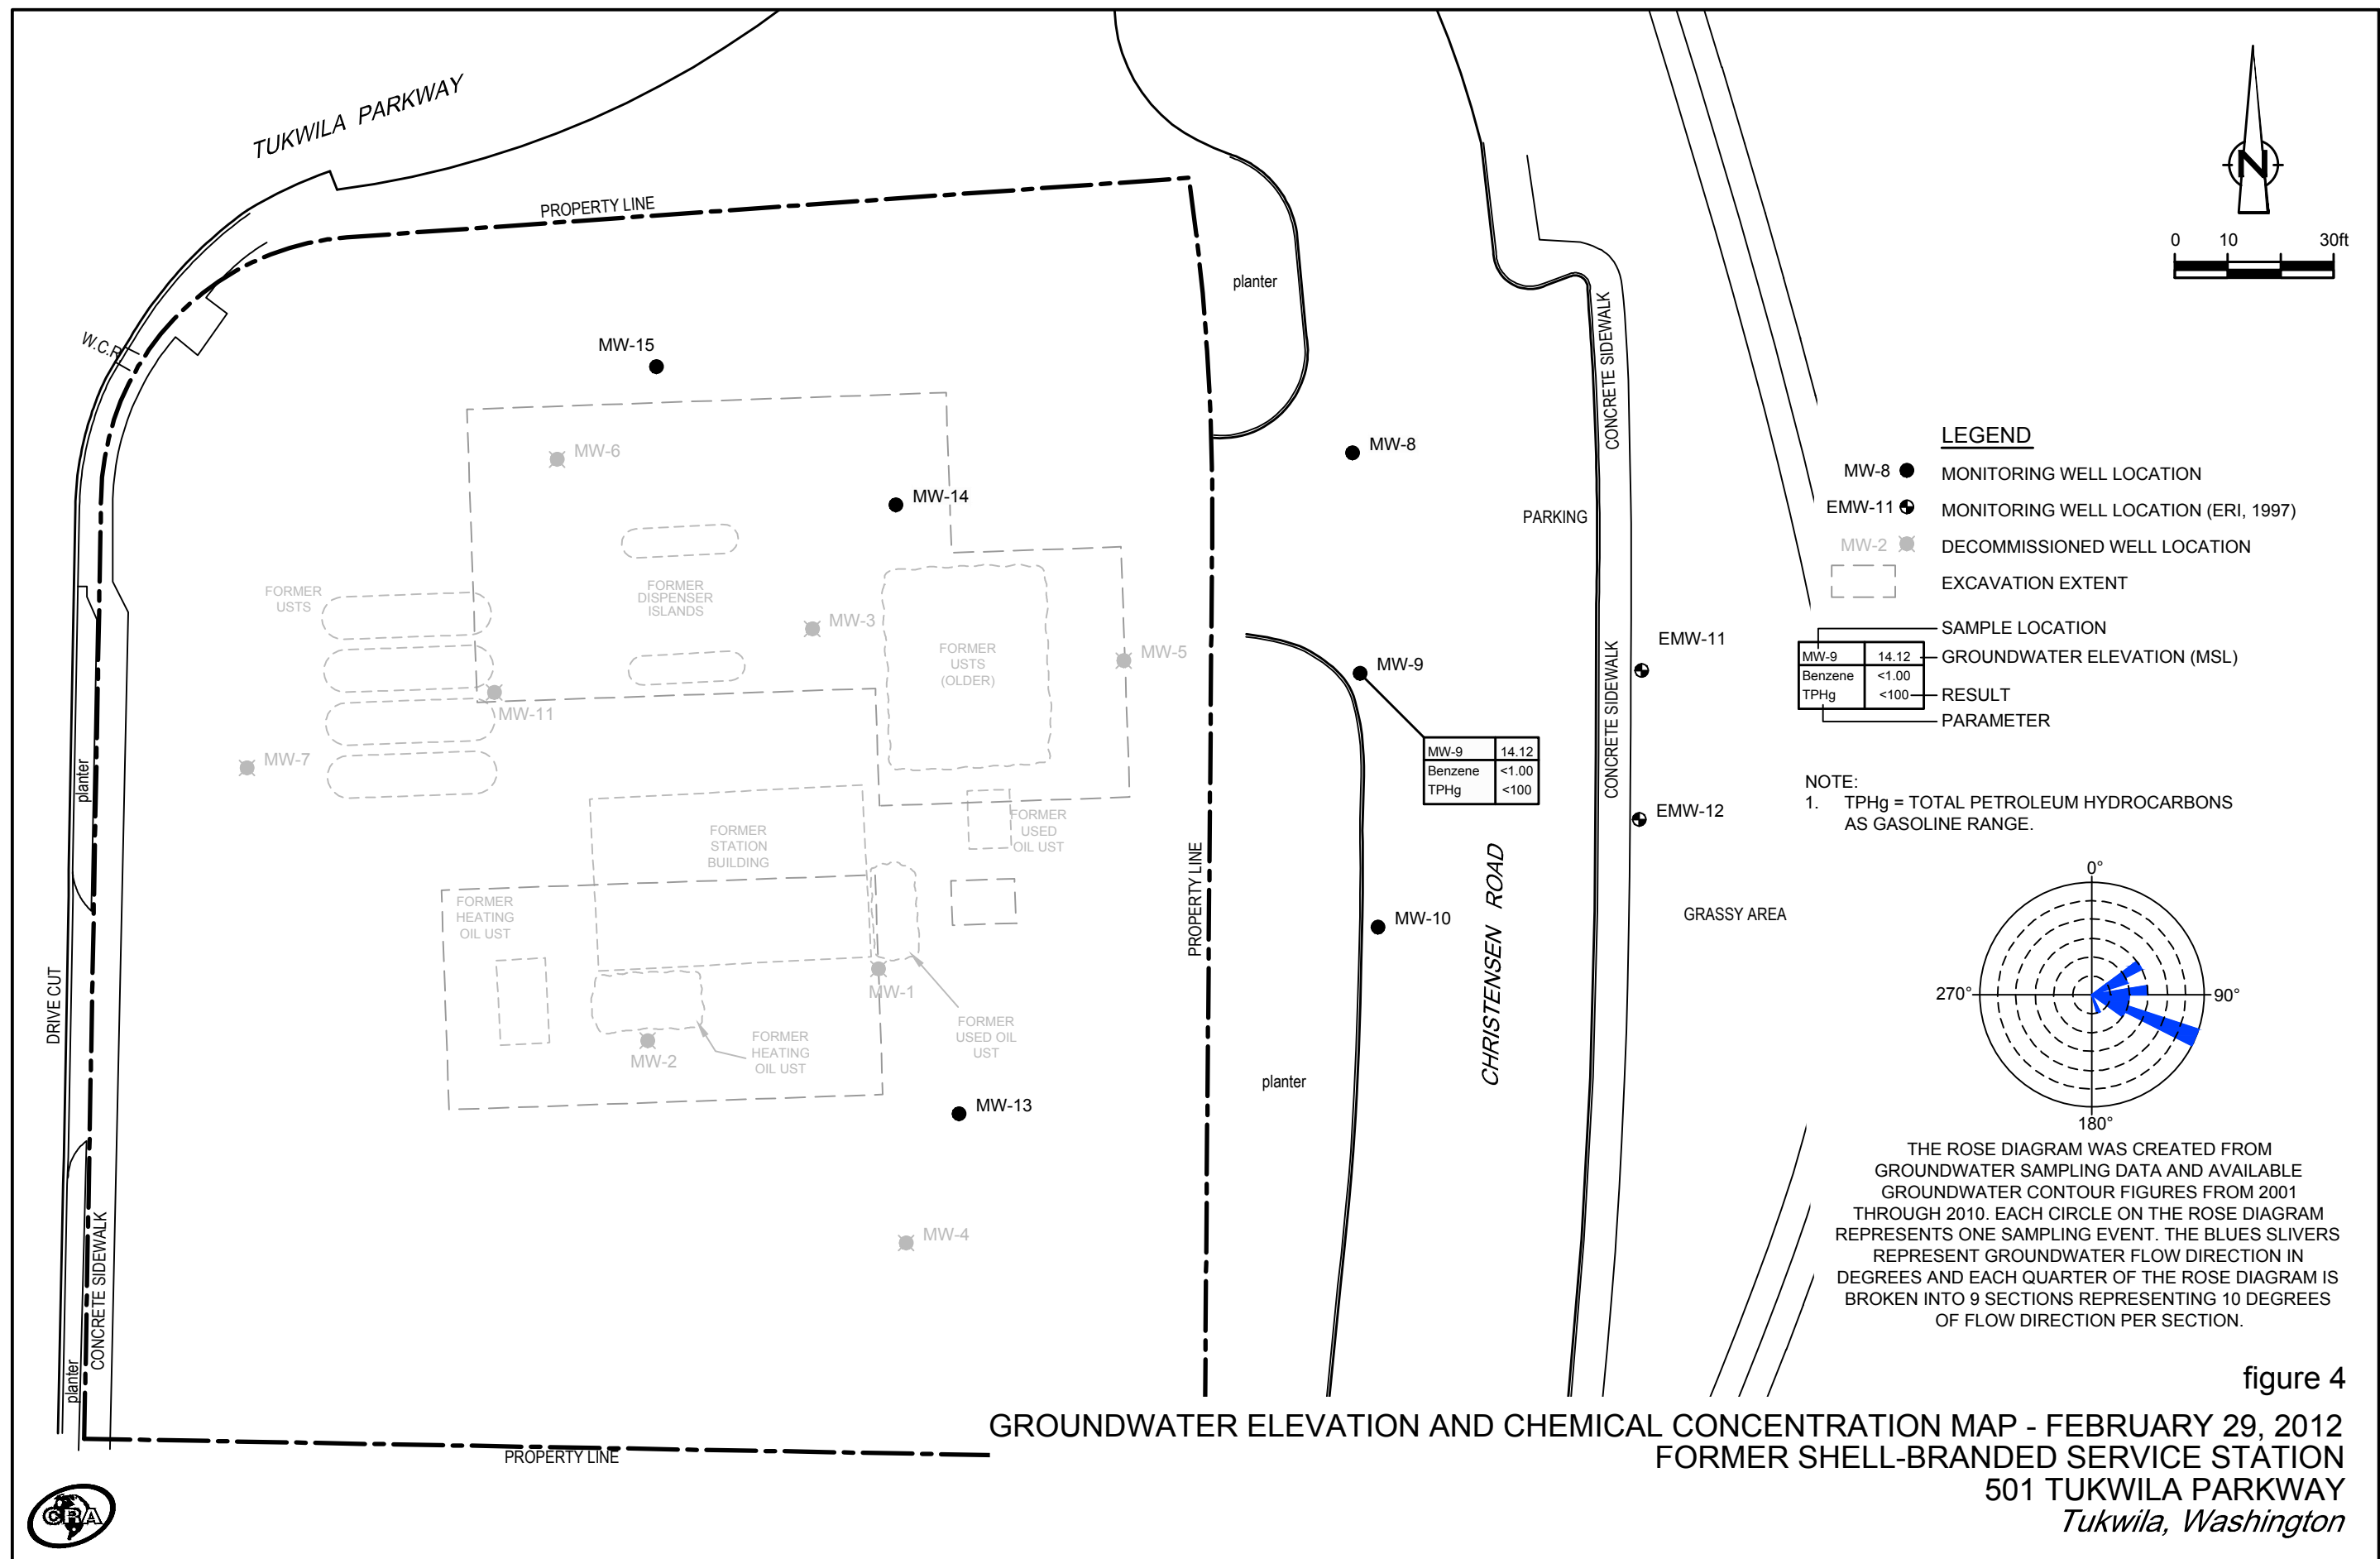 TUKWILA PARKWAY
PROPERTY LINE
W.C.R.
planter
0 10 30ft
N
CONCRETE SIDEWALK
MW-15
MW-6
MW-14
MW-8
PARKING
LEGEND
MW-8 MONITORING WELL LOCATION
EMW-11 MONITORING WELL LOCATION (ERI, 1997)
MW-2 DECOMMISSIONED WELL LOCATION
EXCAVATION EXTENT
SAMPLE LOCATION
MW-9 14.12 GROUNDWATER ELEVATION (MSL)
Benzene <1.00
TPHg <100 RESULT
PARAMETER
FORMER
USTS
FORMER
DISPENSER
ISLANDS
MW-3
FORMER
USTS
(OLDER)
MW-5
MW-9
EMW-11
MW-11
MW-7
planter
MW-9 14.12
Benzene <1.00
TPHg <100
CONCRETE SIDEWALK
EMW-12
NOTE:
1. TPHg = TOTAL PETROLEUM HYDROCARBONS
AS GASOLINE RANGE.
FORMER
STATION
BUILDING
FORMER
USED
OIL UST
PROPERTY LINE
CHRISTENSEN ROAD
MW-10
GRASSY AREA
FORMER
HEATING
OIL UST
MW-1
FORMER
USED OIL
UST
FORMER
HEATING
OIL UST
MW-2
DRIVE CUT
planter
MW-13
MW-4
CONCRETE SIDEWALK
planter
0°
270° 90°
180°
THE ROSE DIAGRAM WAS CREATED FROM
GROUNDWATER SAMPLING DATA AND AVAILABLE
GROUNDWATER CONTOUR FIGURES FROM 2001
THROUGH 2010. EACH CIRCLE ON THE ROSE DIAGRAM
REPRESENTS ONE SAMPLING EVENT. THE BLUES SLIVERS
REPRESENT GROUNDWATER FLOW DIRECTION IN
DEGREES AND EACH QUARTER OF THE ROSE DIAGRAM IS
BROKEN INTO 9 SECTIONS REPRESENTING 10 DEGREES
OF FLOW DIRECTION PER SECTION.
figure 4
GROUNDWATER ELEVATION AND CHEMICAL CONCENTRATION MAP - FEBRUARY 29, 2012
FORMER SHELL-BRANDED SERVICE STATION
501 TUKWILA PARKWAY
Tukwila, Washington
PROPERTY LINE
CRA